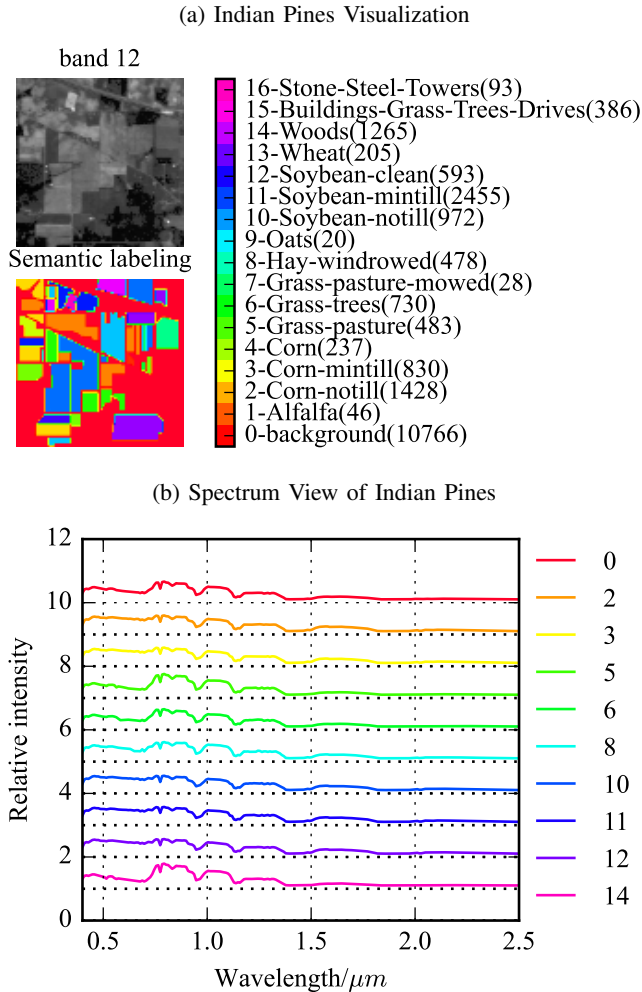 (a) Indian Pines Visualization
band 12
Semantic labeling
16-Stone-Steel-Towers(93)
15-Buildings-Grass-Trees-Drives(386)
14-Woods(1265)
13-Wheat(205)
12-Soybean-clean(593)
11-Soybean-mintill(2455)
10-Soybean-notill(972)
9-Oats(20)
8-Hay-windrowed(478)
7-Grass-pasture-mowed(28)
6-Grass-trees(730)
5-Grass-pasture(483)
4-Corn(237)
3-Corn-mintill(830)
2-Corn-notill(1428)
1-Alfalfa(46)
0-background(10766)
(b) Spectrum View of Indian Pines
Relative intensity
12
10
8
6
4
2
0
0.5 1.0 1.5 2.0 2.5
Wavelength/μm
0
2
3
5
6
8
10
11
12
14